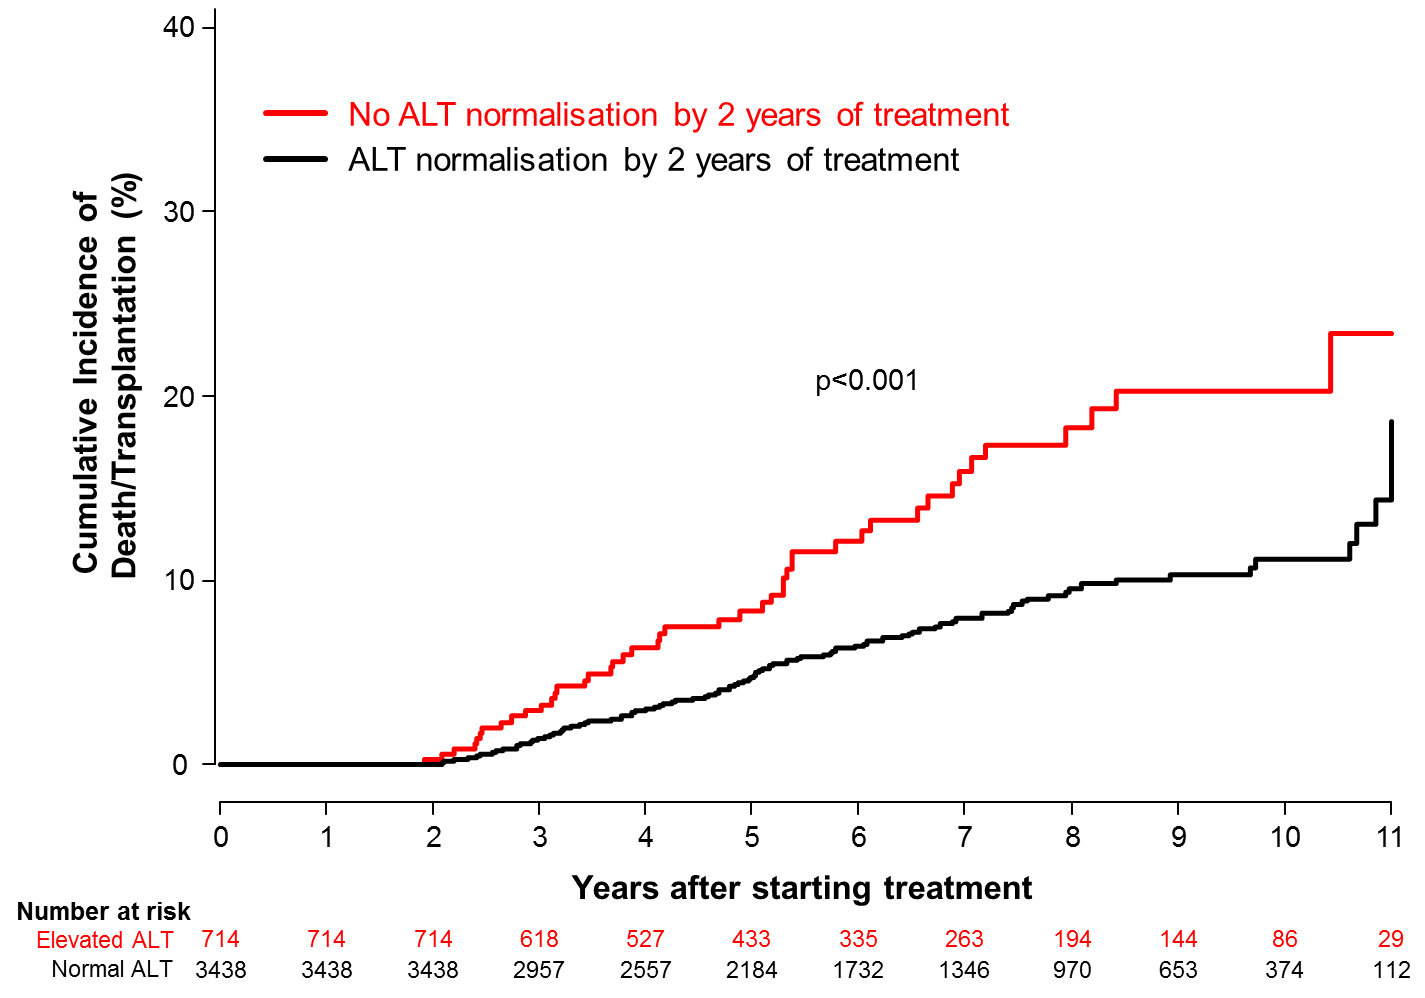 40
No ALT normalisation by 2 years of treatment
ALT normalisation by 2 years of treatment
30
Cumulative Incidence of
Death/Transplantation (%)
p<0.001
20
10
0
0 1 2 3 4 5 6 7 8 9 10 11
Years after starting treatment
Number at risk
Elevated ALT 714 714 714 618 527 433 335 263 194 144 86 29
Normal ALT 3438 3438 3438 2957 2557 2184 1732 1346 970 653 374 112